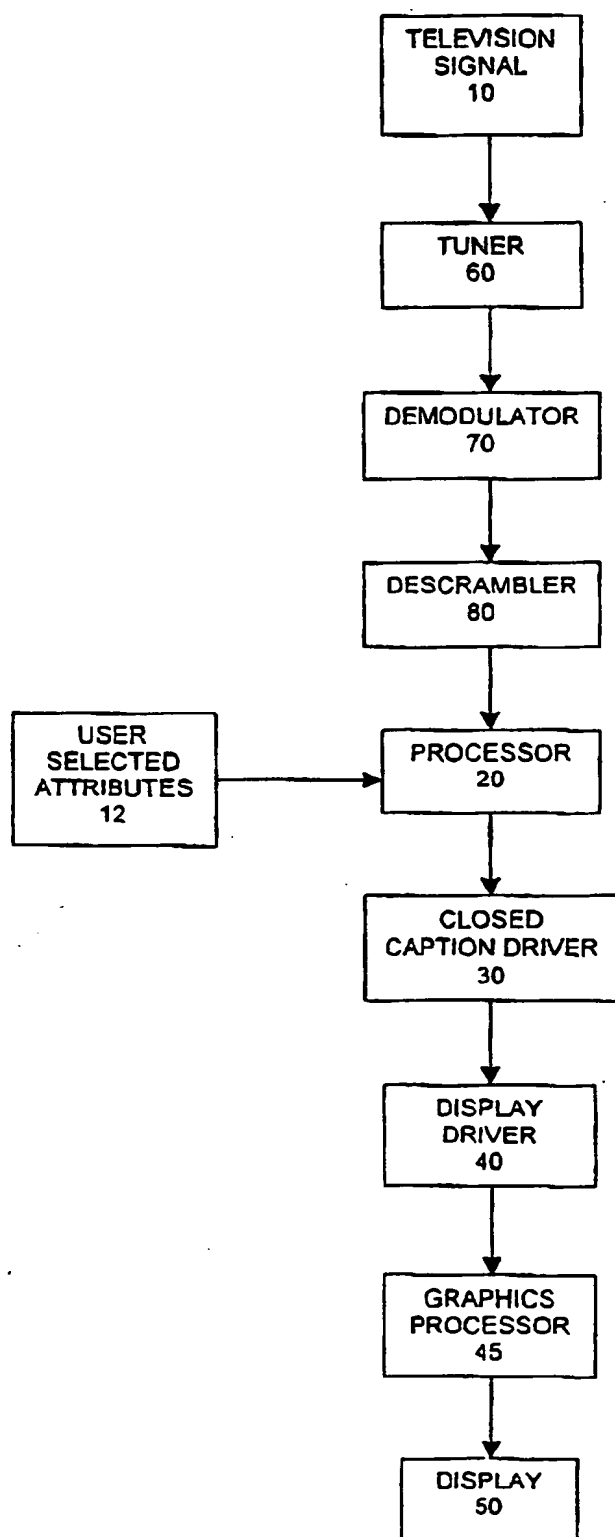 TELEVISION
SIGNAL
10
TUNER
60
DEMODULATOR
70
DESCRAMBLER
80
USER
SELECTED
ATTRIBUTES
12
PROCESSOR
20
CLOSED
CAPTION DRIVER
30
DISPLAY
DRIVER
40
GRAPHICS
PROCESSOR
45
DISPLAY
50